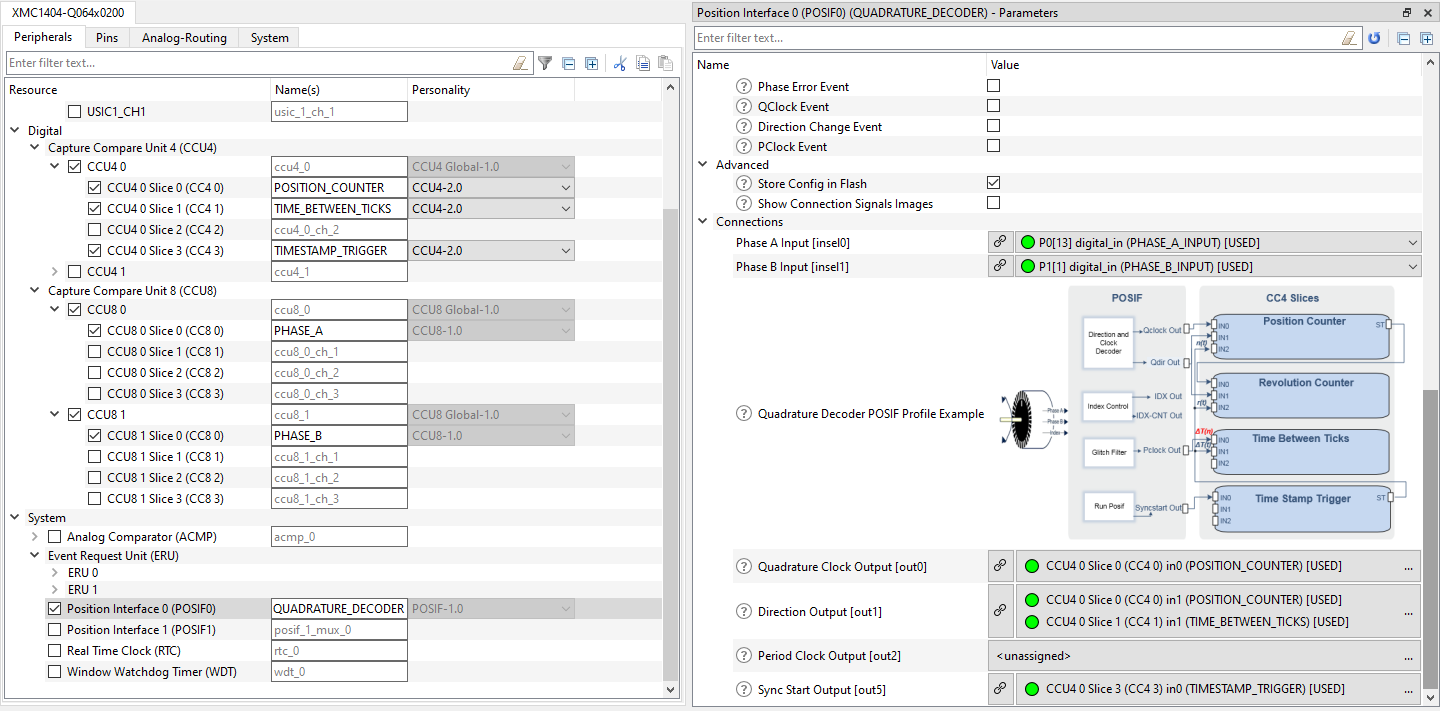 XMC1404-Q064x0200
Peripherals Pins Analog-Routing System
Enter filter text...
Resource Name(s) Personality
USIC1_CH1 usic_1_ch_1
Digital
Capture Compare Unit 4 (CCU4)
CCU4 0 ccu4_0 CCU4 Global-1.0
CCU4 0 Slice 0 (CC4 0) POSITION_COUNTER CCU4-2.0
CCU4 0 Slice 1 (CC4 1) TIME_BETWEEN_TICKS CCU4-2.0
CCU4 0 Slice 2 (CC4 2) ccu4_0_ch_2
CCU4 0 Slice 3 (CC4 3) TIMESTAMP_TRIGGER CCU4-2.0
CCU4 1 ccu4_1
Capture Compare Unit 8 (CCU8)
CCU8 0 ccu8_0 CCU8 Global-1.0
CCU8 0 Slice 0 (CC8 0) PHASE_A CCU8-1.0
CCU8 0 Slice 1 (CC8 1) ccu8_0_ch_1
CCU8 0 Slice 2 (CC8 2) ccu8_0_ch_2
CCU8 0 Slice 3 (CC8 3) ccu8_0_ch_3
CCU8 1 ccu8_1 CCU8 Global-1.0
CCU8 1 Slice 0 (CC8 0) PHASE_B CCU8-1.0
CCU8 1 Slice 1 (CC8 1) ccu8_1_ch_1
CCU8 1 Slice 2 (CC8 2) ccu8_1_ch_2
CCU8 1 Slice 3 (CC8 3) ccu8_1_ch_3
System
Analog Comparator (ACMP) acmp_0
Event Request Unit (ERU)
ERU 0
ERU 1
Position Interface 0 (POSIF0) QUADRATURE_DECODER POSIF-1.0
Position Interface 1 (POSIF1) posif_1_mux_0
Real Time Clock (RTC) rtc_0
Window Watchdog Timer (WDT) wdt_0
Position Interface 0 (POSIF0) (QUADRATURE_DECODER) - Parameters
Enter filter text...
Name Value
Phase Error Event
QClock Event
Direction Change Event
PClock Event
Advanced
Store Config in Flash
Show Connection Signals Images
Connections
Phase A Input [insel0] P0[13] digital_in (PHASE_A_INPUT) [USED]
Phase B Input [insel1] P1[1] digital_in (PHASE_B_INPUT) [USED]
Quadrature Decoder POSIF Profile Example
Phase A
Phase B
Index
POSIF
Direction and
Clock
Decoder
Qclock Out
Qdir Out
Index Control
IDX Out
IDX-CNT Out
Glitch Filter
Pclock Out
Run Posif
Syncstart Out
CC4 Slices
n(t)
IN0
IN1
IN2
Position Counter
ST
r(t)
IN0
IN1
IN2
Revolution Counter
ΔT(n)
ΔT(t)
IN0
IN1
IN2
Time Between Ticks
IN0
IN1
IN2
Time Stamp Trigger
ST
Quadrature Clock Output [out0] CCU4 0 Slice 0 (CC4 0) in0 (POSITION_COUNTER) [USED] ...
Direction Output [out1] CCU4 0 Slice 0 (CC4 0) in1 (POSITION_COUNTER) [USED] ...
CCU4 0 Slice 1 (CC4 1) in1 (TIME_BETWEEN_TICKS) [USED]
Period Clock Output [out2] <unassigned> ...
Sync Start Output [out5] CCU4 0 Slice 3 (CC4 3) in0 (TIMESTAMP_TRIGGER) [USED] ...